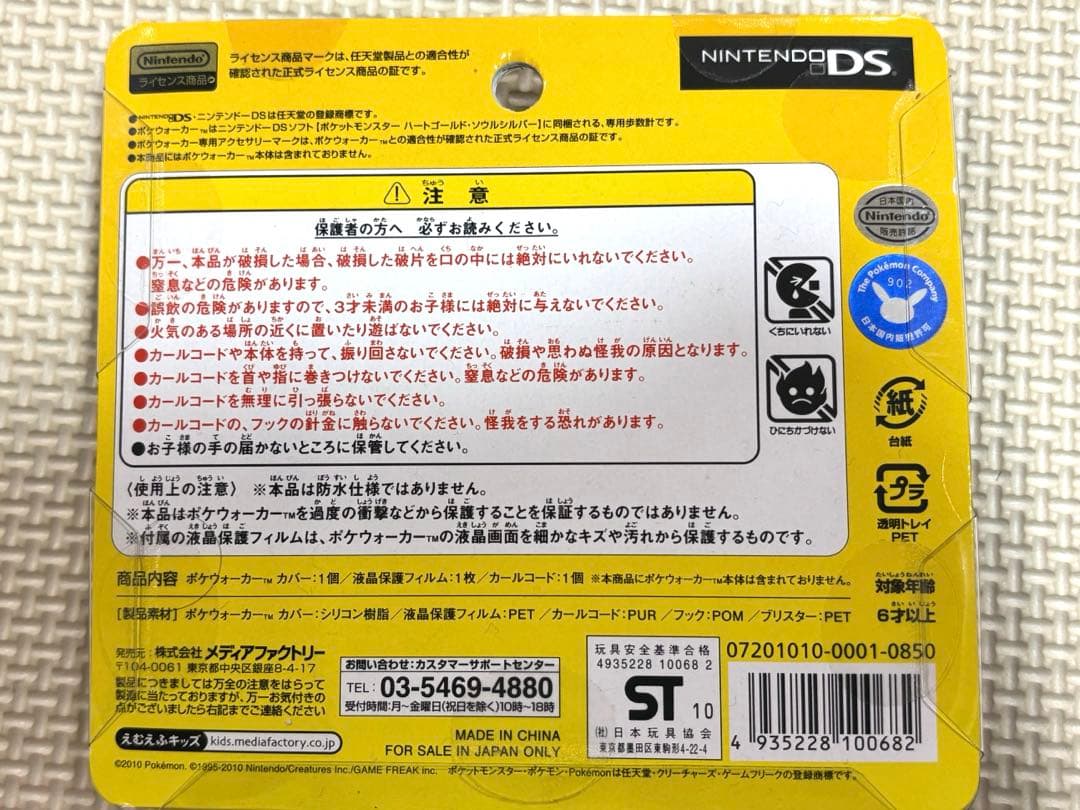 Nintendo
ライセンス商品
ライセンス商品マークは、任天堂製品との適合性が
確認された正式ライセンス商品の証です。
NINTENDO DS
●NINTENDO DS・ニンテンドーDSは任天堂の登録商標です。
●ポケウォーカー™はニンテンドーDSソフト【ポケットモンスター ハートゴールド・ソウルシルバー】に同梱される、専用歩数計です。
●ポケウォーカー専用アクセサリーマークは、ポケウォーカー™との適合性が確認された正式ライセンス商品の証です。
●本商品にはポケウォーカー™本体は含まれておりません。
注意
保護者の方へ 必ずお読みください。
●万一、本品が破損した場合、破損した破片を口の中には絶対にいれないでください。
窒息などの危険があります。
●誤飲の危険がありますので、3才未満のお子様には絶対に与えないでください。
●火気のある場所の近くに置いたり遊ばないでください。
●カールコードや本体を持って、振り回さないでください。破損や思わぬ怪我の原因となります。
●カールコードを首や指に巻きつけないでください。窒息などの危険があります。
●カールコードを無理に引っ張らないでください。
●カールコードの、フックの針金に触らないでください。怪我をする恐れがあります。
●お子様の手の届かないところに保管してください。
〈使用上の注意〉 ※本品は防水仕様ではありません。
※本品はポケウォーカー™を過度の衝撃などから保護することを保証するものではありません。
※付属の液晶保護フィルムは、ポケウォーカー™の液晶画面を細かなキズや汚れから保護するものです。
くちにいれない
ひにちかづけない
日本国内
Nintendo
販売許諾
The Pokémon Company
902
日本国内販売許可
紙
台紙
プラ
透明トレイ
PET
商品内容 ポケウォーカー™ カバー:1個／液晶保護フィルム:1枚／カールコード:1個 ※本商品にポケウォーカー™本体は含まれておりません。
対象年齢
6才以上
【製品素材】ポケウォーカー™ カバー:シリコン樹脂／液晶保護フィルム:PET／カールコード:PUR／フック:POM／ブリスター:PET
発売元:株式会社 メディアファクトリー
〒104-0061 東京都中央区銀座8-4-17
製品につきましては万全の注意をはらって
製造に当たっておりますが、万一お気付きの
点がございましたら右記までご連絡ください
えむえふキッズ kids.mediafactory.co.jp
お問い合わせ:カスタマーサポートセンター
TEL:03-5469-4880
受付時間:月～金曜日(祝日を除く)10時～18時
MADE IN CHINA
FOR SALE IN JAPAN ONLY
玩具安全基準合格
4935228 10068 2
ST 10
(社)日本玩具協会
東京都墨田区東駒形4-22-4
07201010-0001-0850
4 935228 100682
©2010 Pokémon. ©1995-2010 Nintendo/Creatures Inc./GAME FREAK inc. ポケットモンスター・ポケモン・Pokémonは任天堂・クリーチャーズ・ゲームフリークの登録商標です。